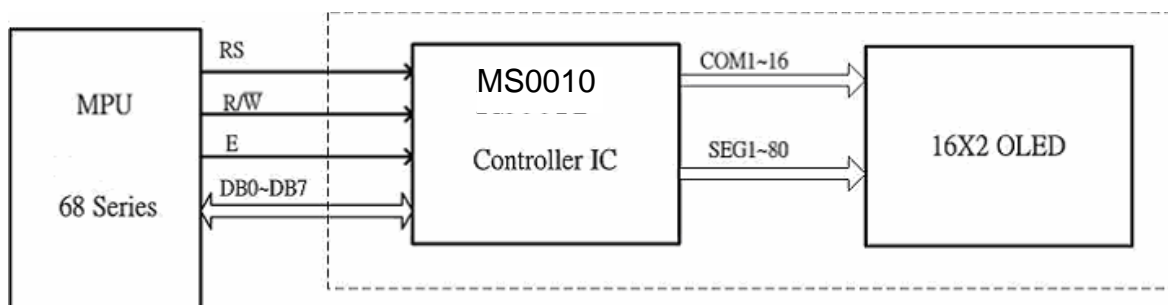 MPU
68 Series
RS
R/W̅
E
DB0~DB7
MS0010
Controller IC
COM1~16
SEG1~80
16X2 OLED